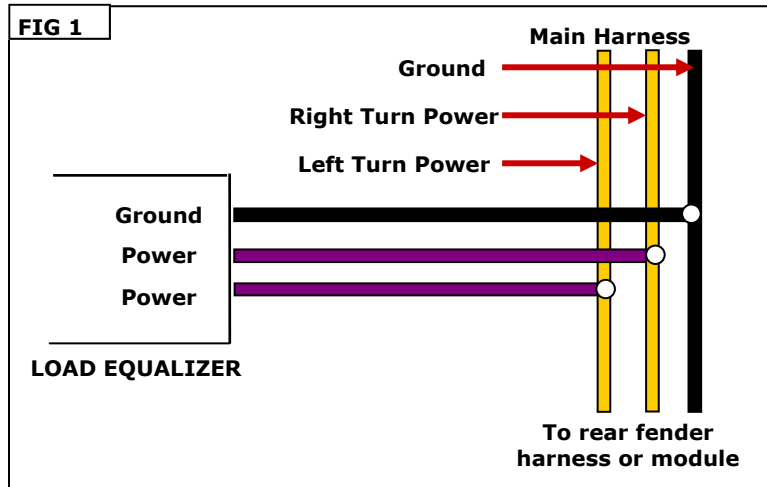 FIG 1
Main Harness
Ground
Right Turn Power
Left Turn Power
Ground
Power
Power
LOAD EQUALIZER
To rear fender
harness or module